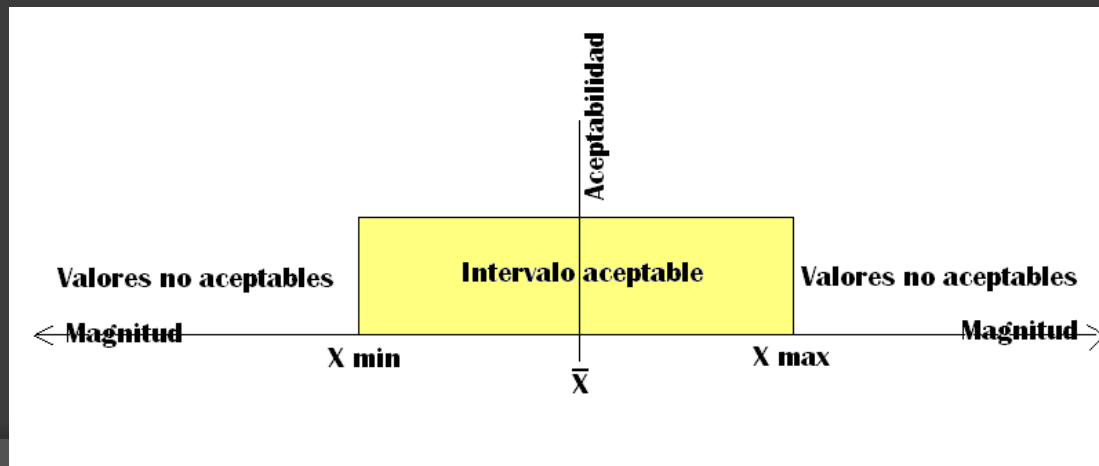 Aceptabilidad
Valores no aceptables
Intervalo aceptable
Valores no aceptables
Magnitud
Magnitud
X min
X max
X̅